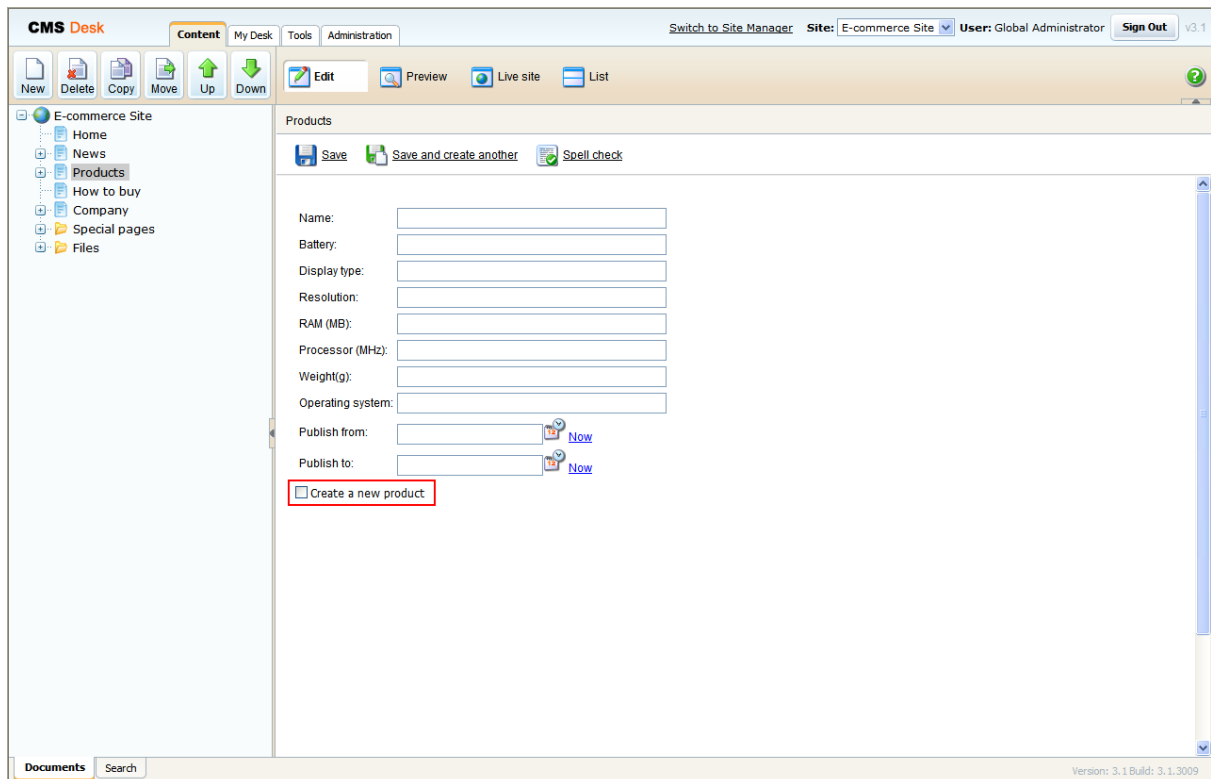 CMS Desk
Content My Desk Tools Administration
Switch to Site Manager Site: E-commerce Site User: Global Administrator Sign Out v3.1
New Delete Copy Move Up Down
Edit Preview Live site List
E-commerce Site
Home
News
Products
How to buy
Company
Special pages
Files
Products
Save Save and create another Spell check
Name:
Battery:
Display type:
Resolution:
RAM (MB):
Processor (MHz):
Weight(g):
Operating system:
Publish from: Now
Publish to: Now
Create a new product
Documents Search
Version: 3.1 Build: 3.1.3009